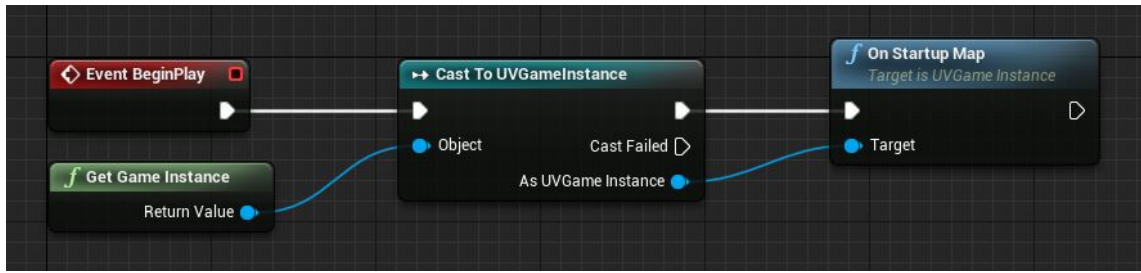 Event BeginPlay
Get Game Instance
Return Value
Cast To UVGameInstance
Object
Cast Failed
As UVGame Instance
On Startup Map
Target is UVGame Instance
Target